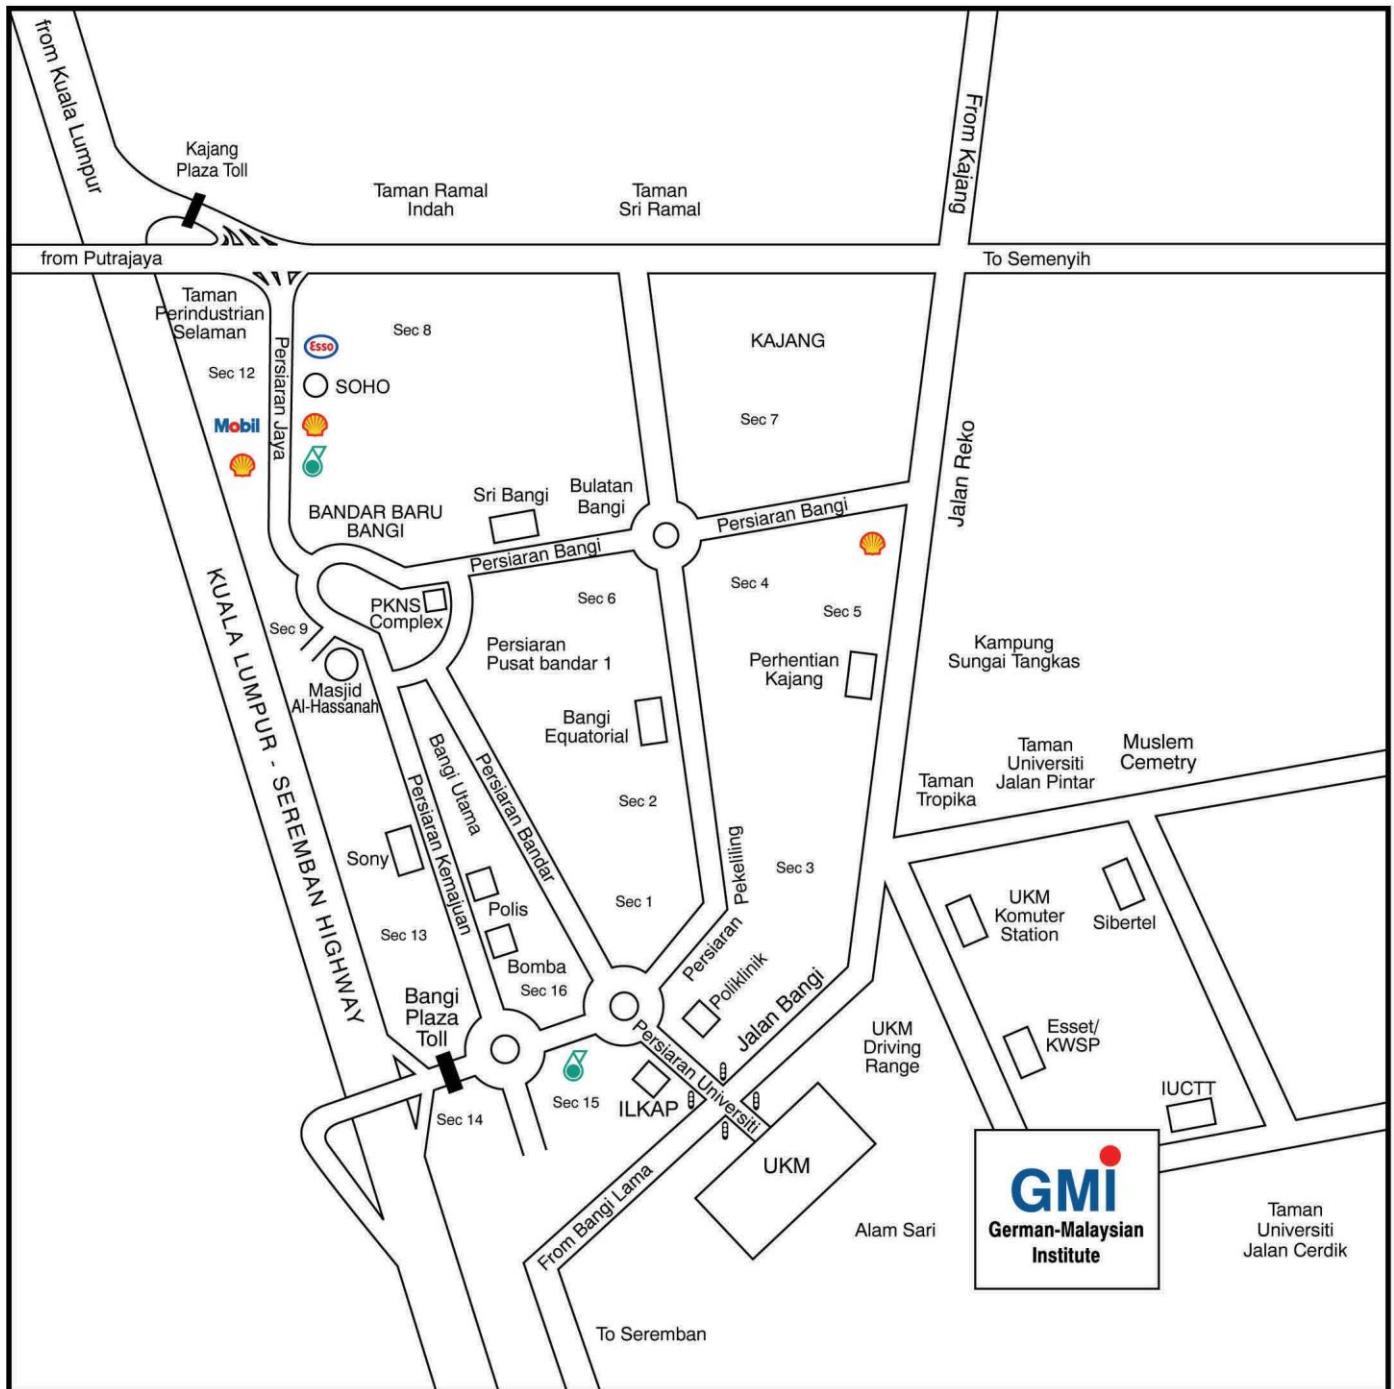 from Kuala Lumpur
From Kajang
Kajang
Plaza Toll
Taman Ramal
Indah
Taman
Sri Ramal
from Putrajaya
To Semenyih
Taman
Perindustrian
Selaman
Sec 8
Esso
SOHO
KAJANG
Sec 12
Persiaran Jaya
Mobil
Sec 7
Jalan Reko
BANDAR BARU
BANGI
Sri Bangi
Bulatan
Bangi
Persiaran Bangi
Persiaran Bangi
KUALA LUMPUR - SEREMBAN HIGHWAY
PKNS
Complex
Sec 6
Sec 4
Sec 5
Sec 9
Persiaran
Pusat bandar 1
Perhentian
Kajang
Kampung
Sungai Tangkas
Masjid
Al-Hassanah
Bangi
Equatorial
Bangi Utama
Persiaran Bandar
Persiaran Kemajuan
Taman
Universiti
Jalan Pintar
Muslem
Cemetry
Taman
Tropika
Sec 2
Sony
Pekeliling
Persiaran
Sec 3
Polis
Sec 1
UKM
Komuter
Station
Sibertel
Sec 13
Bomba
Sec 16
Poliklinik
Jalan Bangi
Bangi
Plaza
Toll
Persiaran Universiti
UKM
Driving
Range
Esset/
KWSP
Sec 14
Sec 15
ILKAP
IUCTT
UKM
From Bangi Lama
Alam Sari
GMi
German-Malaysian
Institute
Taman
Universiti
Jalan Cerdik
To Seremban